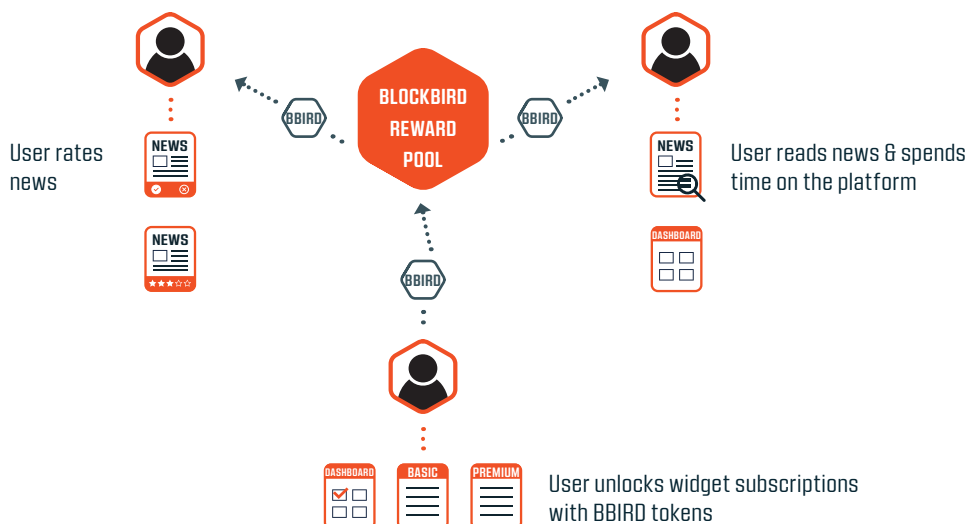 BLOCKBIRD
REWARD
POOL
BBIRD
BBIRD
User rates
news
NEWS
NEWS
NEWS
User reads news & spends
time on the platform
DASHBOARD
BBIRD
DASHBOARD
BASIC
PREMIUM
User unlocks widget subscriptions
with BBIRD tokens